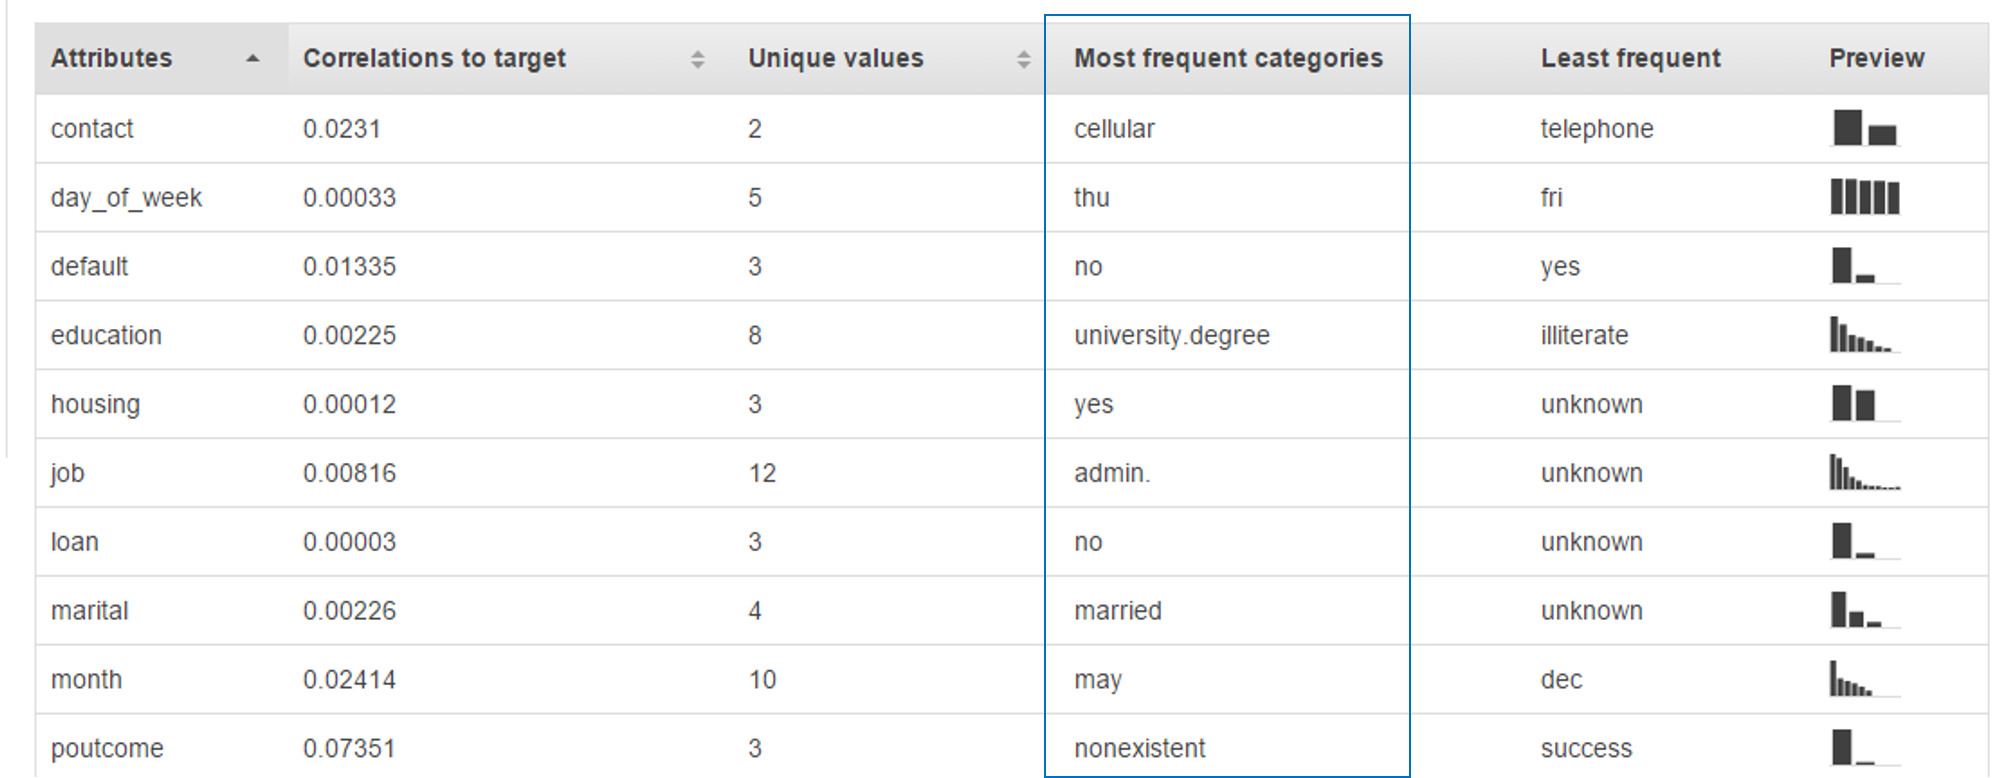 Attributes Correlations to target Unique values Most frequent categories Least frequent Preview
contact 0.0231 2 cellular telephone
day_of_week 0.00033 5 thu fri
default 0.01335 3 no yes
education 0.00225 8 university.degree illiterate
housing 0.00012 3 yes unknown
job 0.00816 12 admin. unknown
loan 0.00003 3 no unknown
marital 0.00226 4 married unknown
month 0.02414 10 may dec
poutcome 0.07351 3 nonexistent success